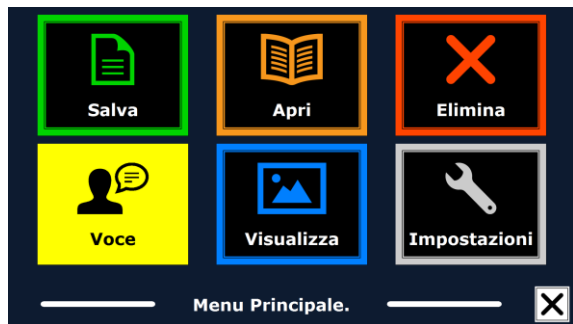 Salva
Apri
Elimina
Voce
Visualizza
Impostazioni
Menu Principale.